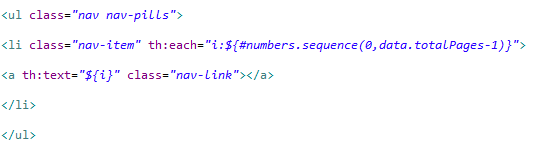 <ul class="nav nav-pills">
<li class="nav-item" th:each="i:${#numbers.sequence(0,data.totalPages-1)}">
<a th:text="${i}" class="nav-link"></a>
</li>
</ul>